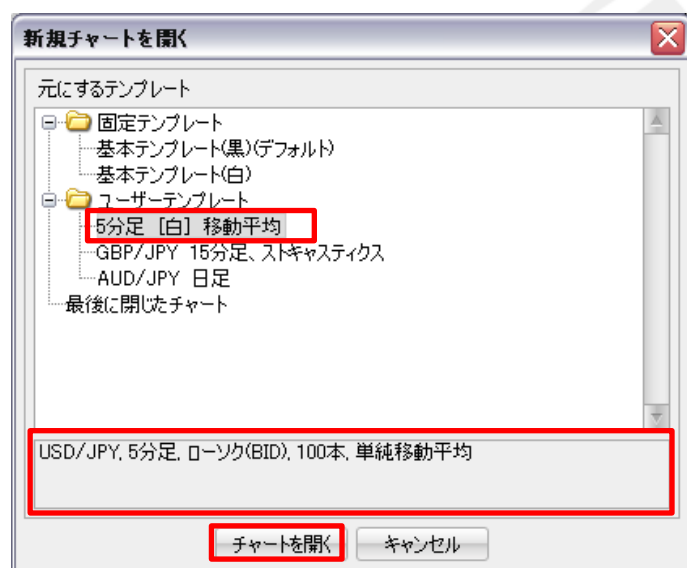 新規チャートを開く
元にするテンプレート
固定テンプレート
基本テンプレート(黒)(デフォルト)
基本テンプレート(白)
ユーザーテンプレート
5分足 [白] 移動平均
GBP/JPY 15分足、ストキャスティクス
AUD/JPY 日足
最後に閉じたチャート
USD/JPY, 5分足, ローソク(BID), 100本, 単純移動平均
チャートを開く キャンセル